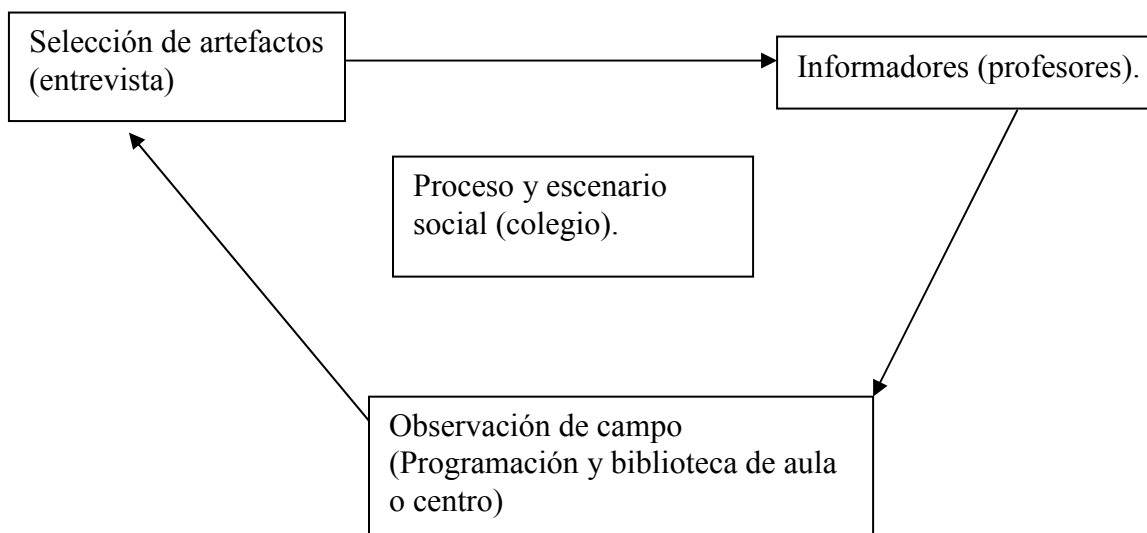 Selección de artefactos
(entrevista)
Informadores (profesores).
Proceso y escenario
social (colegio).
Observación de campo
(Programación y biblioteca de aula
o centro)